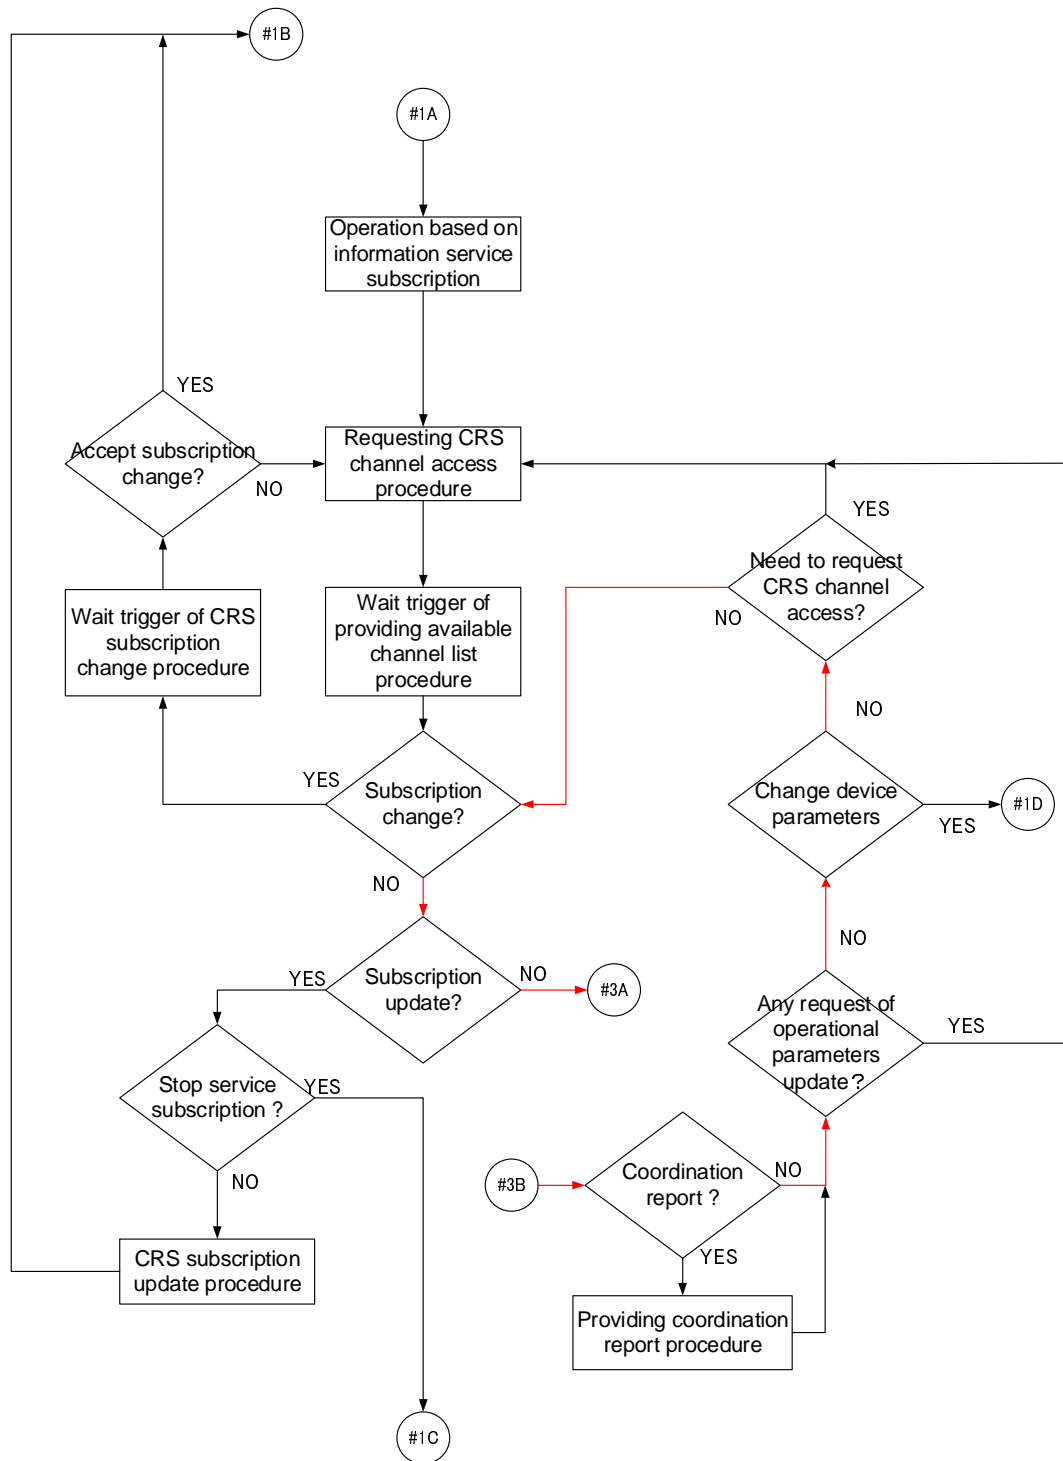 #1B
#1A
Operation based on
information service
subscription
YES
Accept subscription
change?
NO
Requesting CRS
channel access
procedure
YES
Need to request
CRS channel
access?
NO
Wait trigger of CRS
subscription
change procedure
Wait trigger of
providing available
channel list
procedure
NO
YES
Subscription
change?
Change device
parameters
#1D
YES
NO
NO
YES
Subscription
update?
NO
#3A
Any request of
operational
parameters
update?
YES
Stop service
subscription ?
YES
NO
#3B
Coordination
report ?
NO
YES
CRS subscription
update procedure
Providing coordination
report procedure
#1C